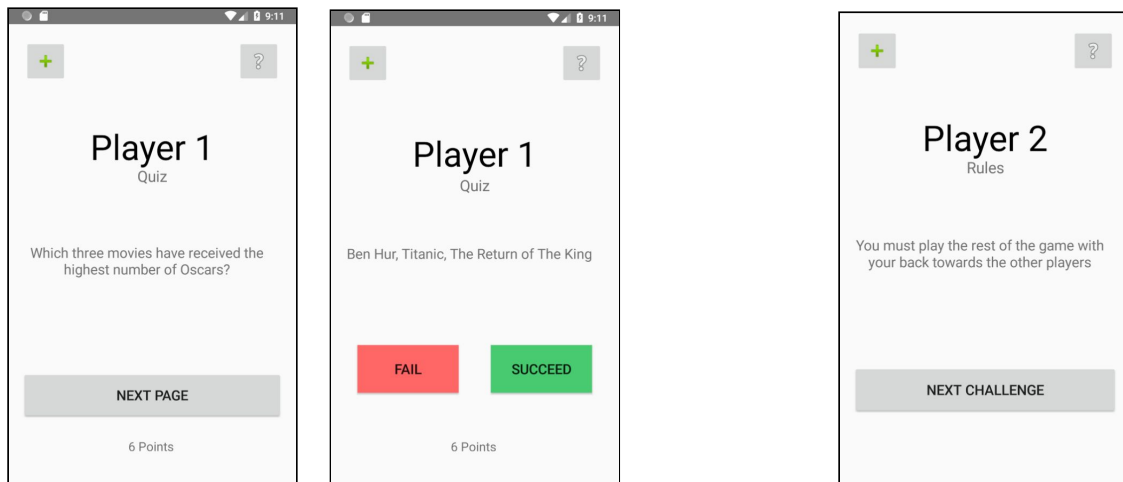 9:11
+
?
Player 1
Quiz
Which three movies have received the
highest number of Oscars?
NEXT PAGE
6 Points
9:11
+
?
Player 1
Quiz
Ben Hur, Titanic, The Return of The King
FAIL
SUCCEED
6 Points
+
?
Player 2
Rules
You must play the rest of the game with
your back towards the other players
NEXT CHALLENGE